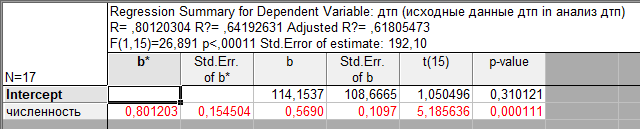 Regression Summary for Dependent Variable: дтп (исходные данные дтп in анализ дтп)
R= ,80120304 R?= ,64192631 Adjusted R?= ,61805473
F(1,15)=26,891 p<,00011 Std.Error of estimate: 192,10
N=17 b* Std.Err. of b* b Std.Err. of b t(15) p-value
Intercept 114,1537 108,6665 1,050496 0,310121
численность 0,801203 0,154504 0,5690 0,1097 5,185636 0,000111